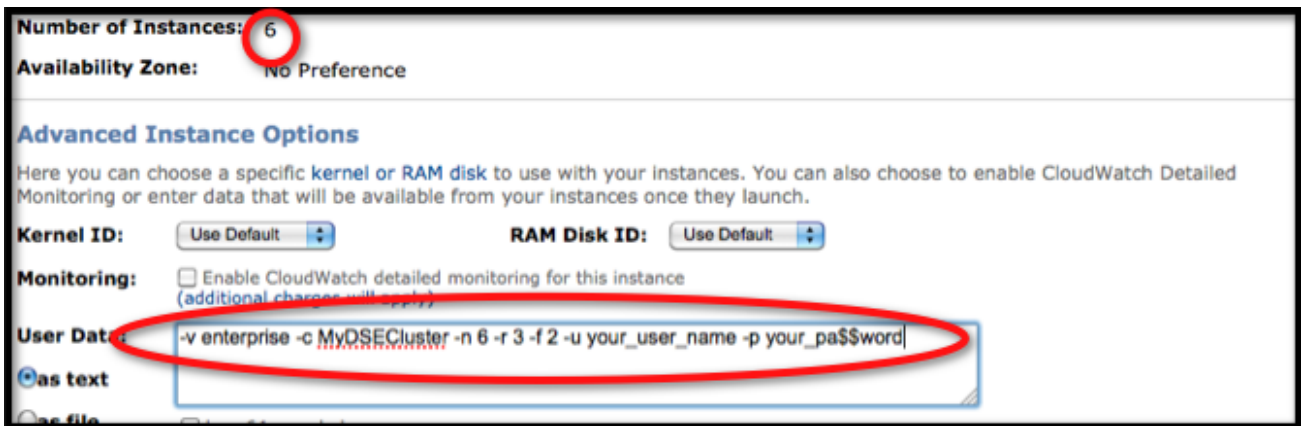 Number of Instances: 6
Availability Zone: No Preference
Advanced Instance Options
Here you can choose a specific kernel or RAM disk to use with your instances. You can also choose to enable CloudWatch Detailed
Monitoring or enter data that will be available from your instances once they launch.
Kernel ID: Use Default RAM Disk ID: Use Default
Monitoring: Enable CloudWatch detailed monitoring for this instance
(additional charges will apply)
User Data: -v enterprise -c MyDSECluster -n 6 -r 3 -f 2 -u your_user_name -p your_pa$$word
as text
as file